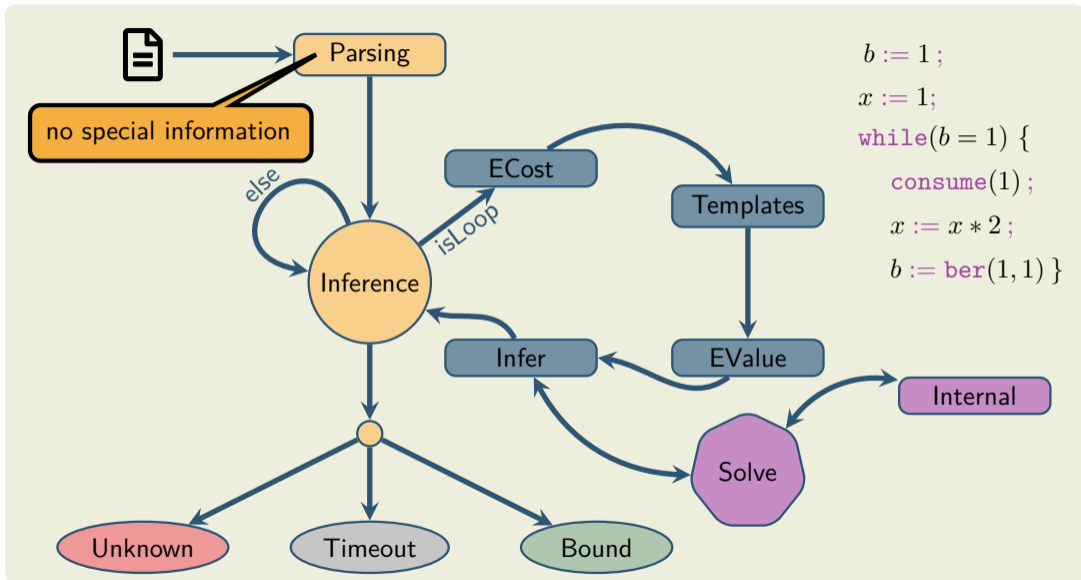 Parsing
no special information
else
isLoop
ECost
Templates
Inference
Infer
EValue
Internal
Solve
Unknown
Timeout
Bound
b := 1 ;
x := 1;
while(b = 1) {
consume(1) ;
x := x ∗ 2 ;
b := ber(1, 1) }